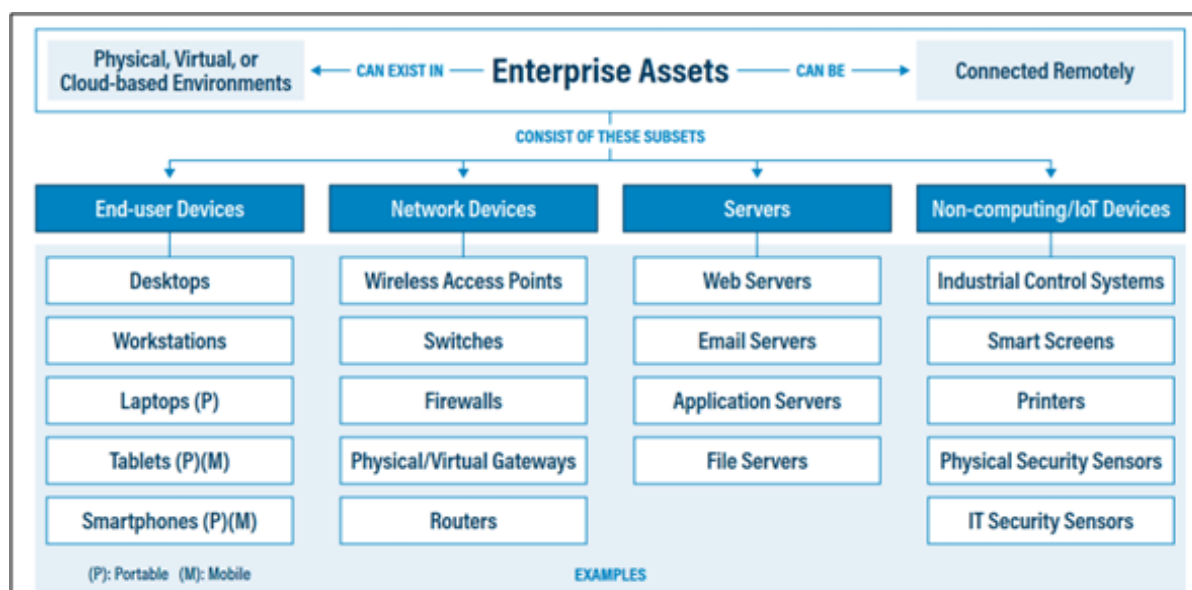 Physical, Virtual, or
Cloud-based Environments
CAN EXIST IN
Enterprise Assets
CAN BE
Connected Remotely
CONSIST OF THESE SUBSETS
End-user Devices
Network Devices
Servers
Non-computing/IoT Devices
Desktops
Wireless Access Points
Web Servers
Industrial Control Systems
Workstations
Switches
Email Servers
Smart Screens
Laptops (P)
Firewalls
Application Servers
Printers
Tablets (P)(M)
Physical/Virtual Gateways
File Servers
Physical Security Sensors
Smartphones (P)(M)
Routers
IT Security Sensors
(P): Portable (M): Mobile
EXAMPLES